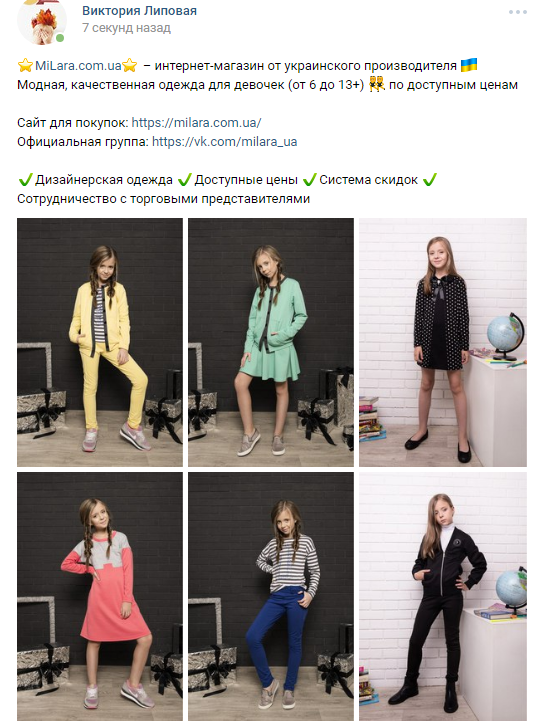 Виктория Липовая
7 секунд назад
⭐MiLara.com.ua⭐ – интернет-магазин от украинского производителя 🇺🇦
Модная, качественная одежда для девочек (от 6 до 13+) 👯 по доступным ценам
Сайт для покупок: https://milara.com.ua/
Официальная группа: https://vk.com/milara_ua
✔Дизайнерская одежда ✔Доступные цены ✔Система скидок ✔
Сотрудничество с торговыми представителями